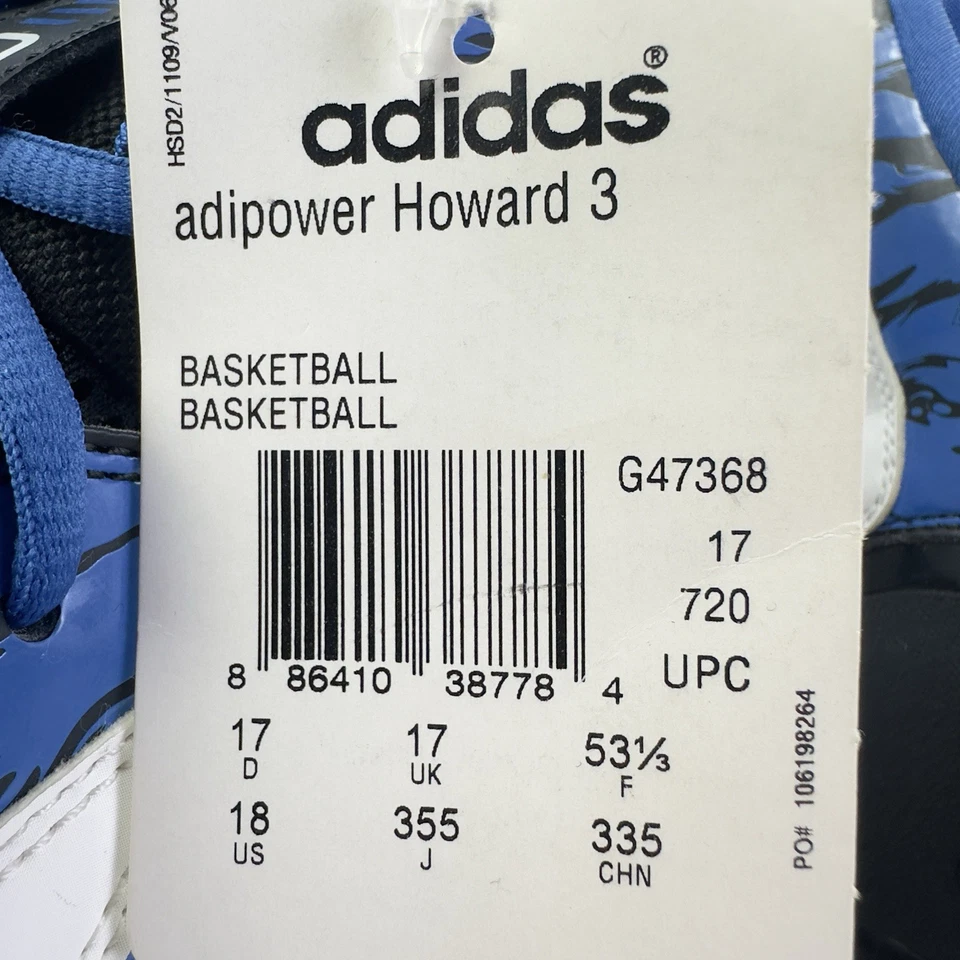 HSD2/1109/V06
adidas®
adipower Howard 3
BASKETBALL
BASKETBALL
G47368
17
720
UPC
8 86410 38778 4
17 17 53⅓
D UK F
18 355 335
US J CHN
PO# 106198264